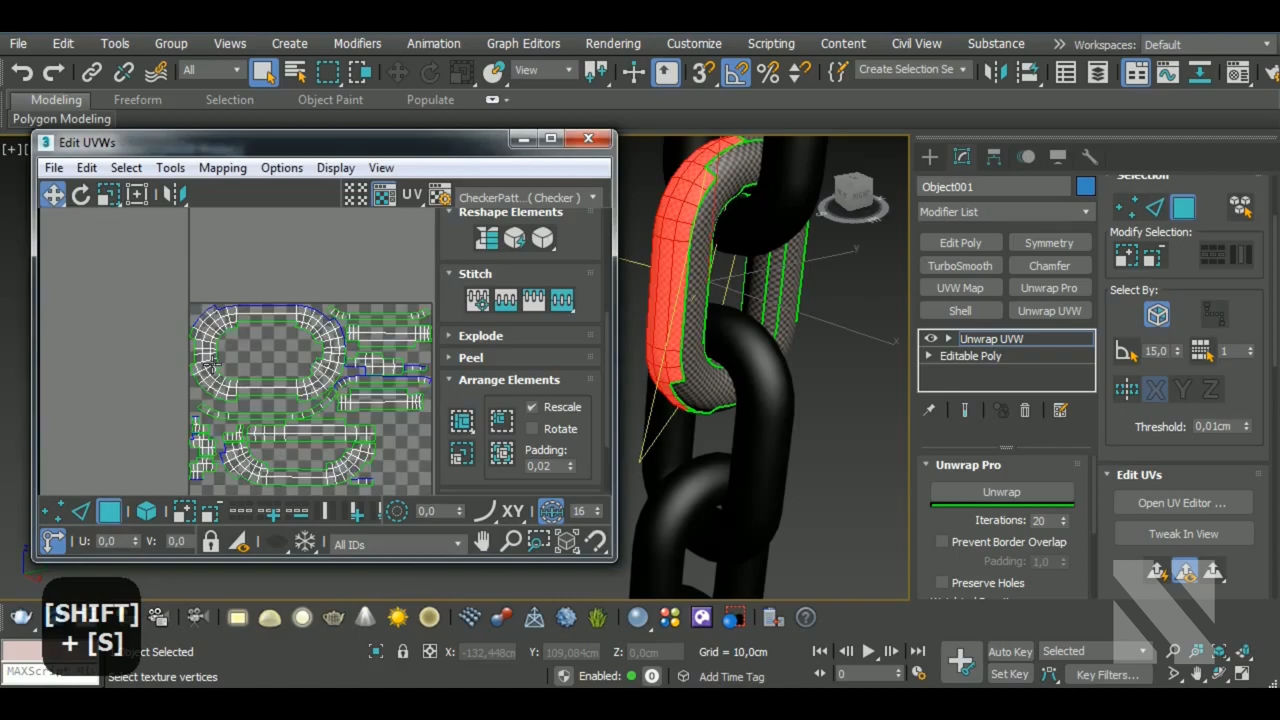 File Edit Tools Group Views Create Modifiers Animation Graph Editors Rendering Customize Scripting Content Civil View Substance Workspaces: Default
All View Create Selection Se
Modeling Freeform Selection Object Paint Populate
Polygon Modeling
[+] [
3 Edit UVWs
File Edit Select Tools Mapping Options Display View
UV CheckerPatt...( Checker )
Reshape Elements
Stitch
Explode
Peel
Arrange Elements
Rescale
Rotate
Padding:
0,02
0,0 XY 16
U: 0,0 V: 0,0 All IDs
y
x
Object001
Modifier List
Edit Poly Symmetry
TurboSmooth Chamfer
UVW Map Unwrap Pro
Shell Unwrap UVW
Unwrap UVW
Editable Poly
Unwrap Pro
Unwrap
Iterations: 20
Prevent Border Overlap
Padding: 1,0
Preserve Holes
Selection
Modify Selection:
Select By:
15,0 1
X Y Z
Threshold: 0,01cm
Edit UVs
Open UV Editor ...
Tweak In View
[SHIFT]
+ [S]
bject Selected X: -132,448cm Y: 109,084cm Z: 0,0cm Grid = 10,0cm Auto Key Selected
MAXScript Mi Select texture vertices Enabled: 0 Add Time Tag 0 Set Key Key Filters...